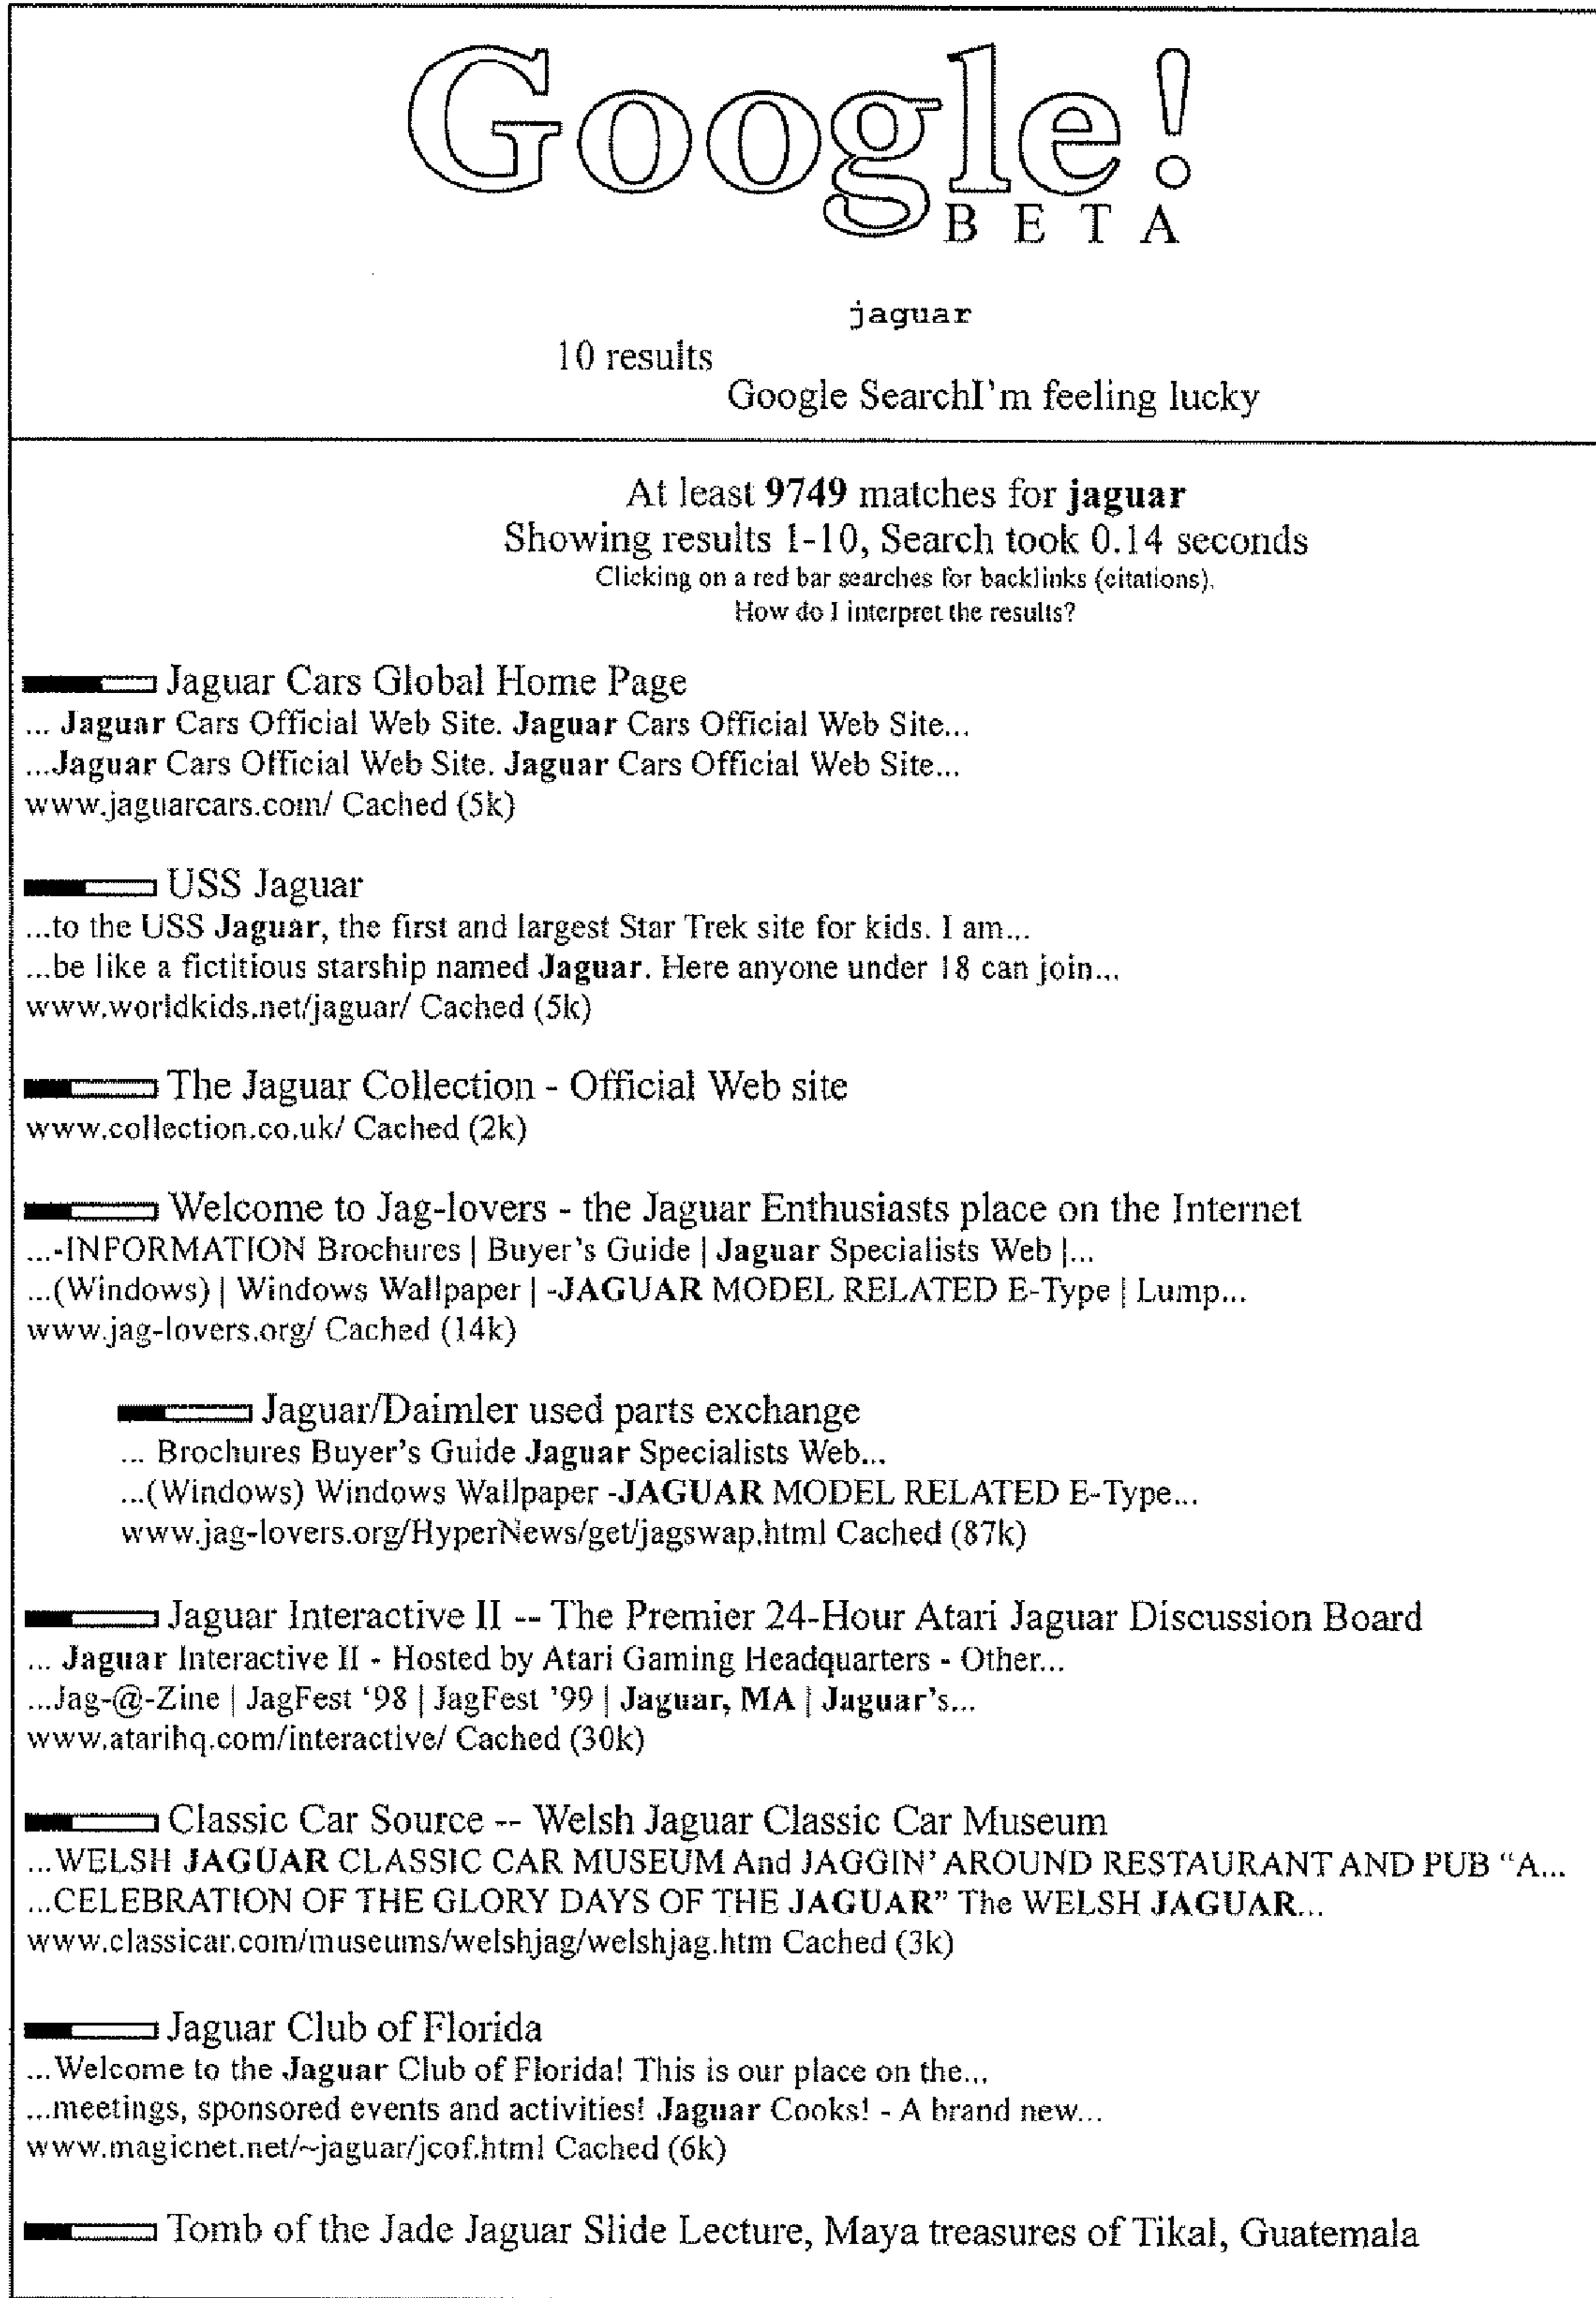 Google!
BETA
jaguar
10 results
Google SearchI'm feeling lucky
At least 9749 matches for jaguar
Showing results 1-10, Search took 0.14 seconds
Clicking on a red bar searches for backlinks (citations).
How do I interpret the results?
Jaguar Cars Global Home Page
... Jaguar Cars Official Web Site. Jaguar Cars Official Web Site...
...Jaguar Cars Official Web Site. Jaguar Cars Official Web Site...
www.jaguarcars.com/ Cached (5k)
USS Jaguar
...to the USS Jaguar, the first and largest Star Trek site for kids. I am...
...be like a fictitious starship named Jaguar. Here anyone under 18 can join...
www.worldkids.net/jaguar/ Cached (5k)
The Jaguar Collection - Official Web site
www.collection.co.uk/ Cached (2k)
Welcome to Jag-lovers - the Jaguar Enthusiasts place on the Internet
...-INFORMATION Brochures | Buyer's Guide | Jaguar Specialists Web |...
...(Windows) | Windows Wallpaper | -JAGUAR MODEL RELATED E-Type | Lump...
www.jag-lovers.org/ Cached (14k)
Jaguar/Daimler used parts exchange
... Brochures Buyer's Guide Jaguar Specialists Web...
...(Windows) Windows Wallpaper -JAGUAR MODEL RELATED E-Type...
www.jag-lovers.org/HyperNews/get/jagswap.html Cached (87k)
Jaguar Interactive II -- The Premier 24-Hour Atari Jaguar Discussion Board
... Jaguar Interactive II - Hosted by Atari Gaming Headquarters - Other...
...Jag-@-Zine | JagFest '98 | JagFest '99 | Jaguar, MA | Jaguar's...
www.atarihq.com/interactive/ Cached (30k)
Classic Car Source -- Welsh Jaguar Classic Car Museum
...WELSH JAGUAR CLASSIC CAR MUSEUM And JAGGIN' AROUND RESTAURANT AND PUB "A...
...CELEBRATION OF THE GLORY DAYS OF THE JAGUAR" The WELSH JAGUAR...
www.classicar.com/museums/welshjag/welshjag.htm Cached (3k)
Jaguar Club of Florida
...Welcome to the Jaguar Club of Florida! This is our place on the...
...meetings, sponsored events and activities! Jaguar Cooks! - A brand new...
www.magicnet.net/~jaguar/jcof.html Cached (6k)
Tomb of the Jade Jaguar Slide Lecture, Maya treasures of Tikal, Guatemala